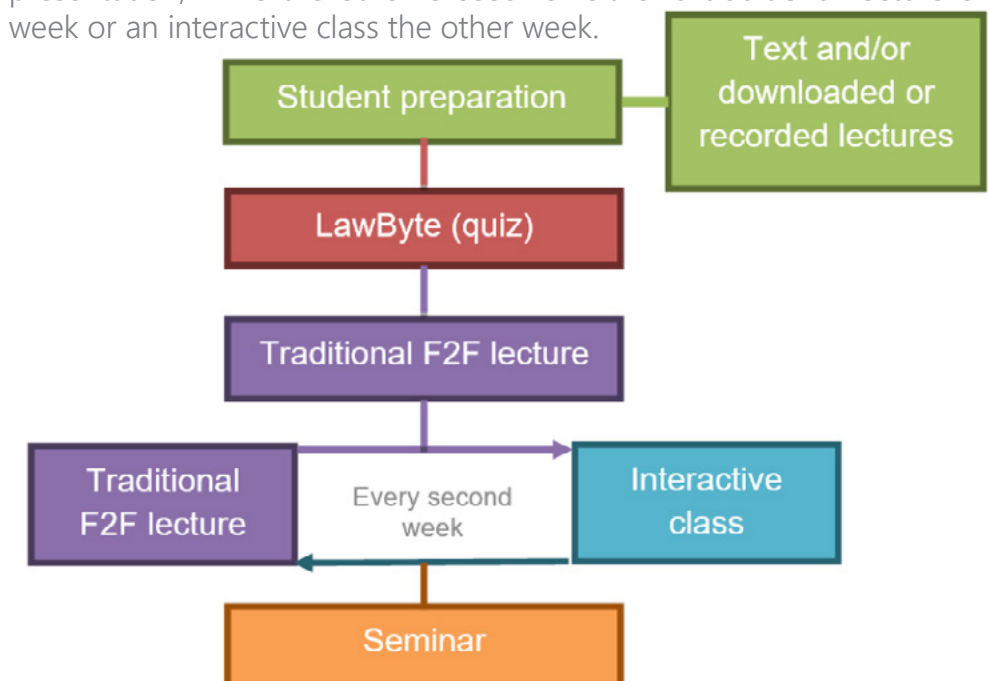 week or an interactive class the other week.
Student preparation
Text and/or
downloaded or
recorded lectures
LawByte (quiz)
Traditional F2F lecture
Traditional
F2F lecture
Every second
week
Interactive
class
Seminar